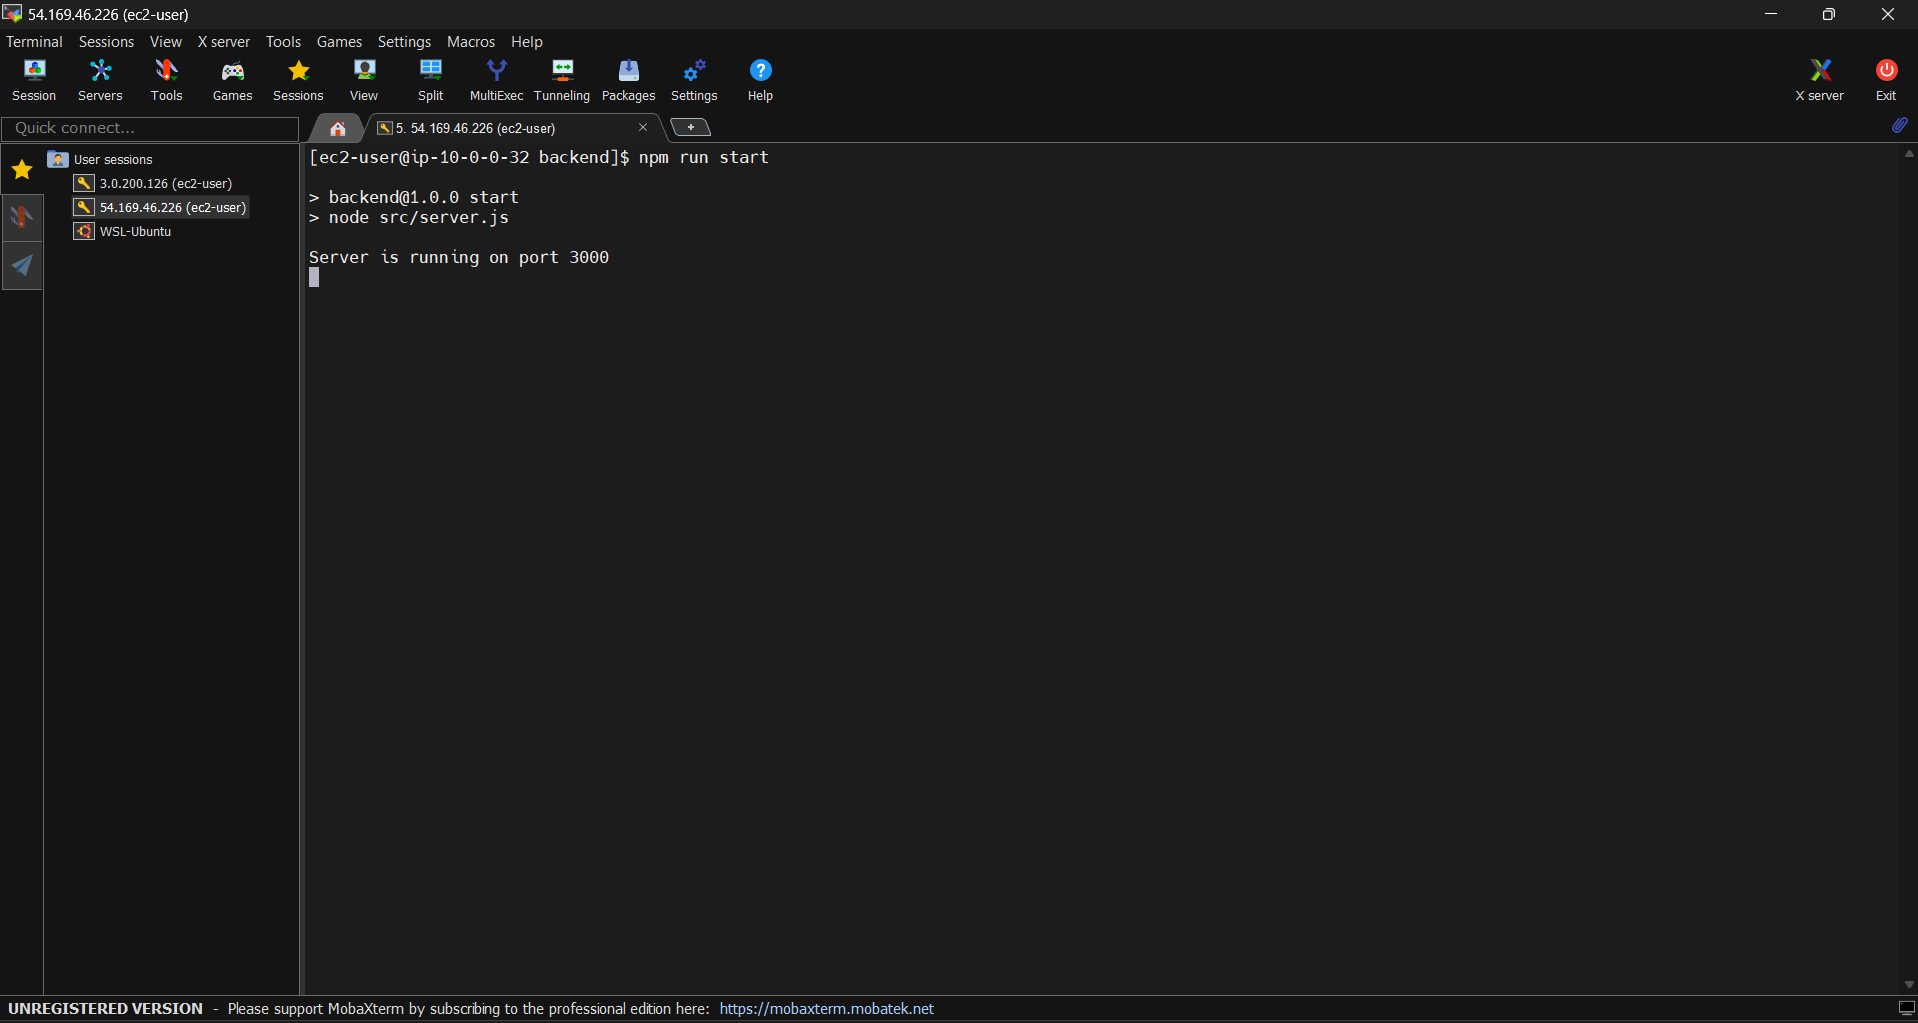 54.169.46.226 (ec2-user)
Terminal Sessions View X server Tools Games Settings Macros Help
Session Servers Tools Games Sessions View Split MultiExec Tunneling Packages Settings Help X server Exit
Quick connect...
5. 54.169.46.226 (ec2-user)
User sessions
3.0.200.126 (ec2-user)
54.169.46.226 (ec2-user)
WSL-Ubuntu
[ec2-user@ip-10-0-0-32 backend]$ npm run start
> backend@1.0.0 start
> node src/server.js
Server is running on port 3000
UNREGISTERED VERSION - Please support MobaXterm by subscribing to the professional edition here: https://mobaxterm.mobatek.net